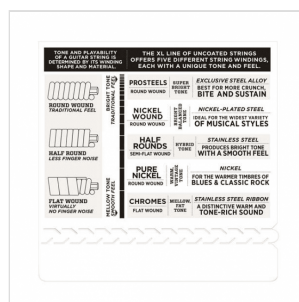 TONE AND PLAYABILITY
OF A GUITAR STRING IS
DETERMINED BY ITS WINDING
SHAPE AND MATERIAL.
THE XL LINE OF UNCOATED STRINGS
OFFERS FIVE DIFFERENT STRING WINDINGS,
EACH WITH A UNIQUE TONE AND FEEL.
ROUND WOUND
TRADITIONAL FEEL
HALF ROUND
LESS FINGER NOISE
FLAT WOUND
VIRTUALLY
NO FINGER NOISE
BRIGHT TONE
TRADITIONAL FEEL
MELLOW TONE
SMOOTH FEEL
PROSTEELS
ROUND WOUND
SUPER
BRIGHT
TONE
EXCLUSIVE STEEL ALLOY
BEST FOR MORE CRUNCH,
BITE AND SUSTAIN
NICKEL
WOUND
ROUND WOUND
BRIGHT
BALANCED
TONE
NICKEL-PLATED STEEL
IDEAL FOR THE WIDEST VARIETY
OF MUSICAL STYLES
HALF
ROUNDS
SEMI-FLAT WOUND
HYBRID
TONE
STAINLESS STEEL
PRODUCES BRIGHT TONE
WITH A SMOOTH FEEL
PURE
NICKEL
ROUND WOUND
WARM,
VINTAGE
TONE
NICKEL
FOR THE WARMER TIMBRES OF
BLUES & CLASSIC ROCK
CHROMES
FLAT WOUND
MELLOW,
FAT
TONE
STAINLESS STEEL RIBBON
A DISTINCTIVE WARM AND
TONE-RICH SOUND